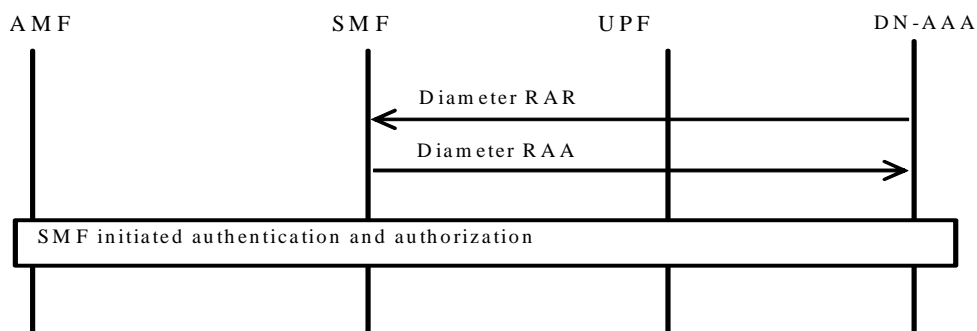 AMF
SMF
UPF
DN-AAA
Diameter RAR
Diameter RAA
SMF initiated authentication and authorization